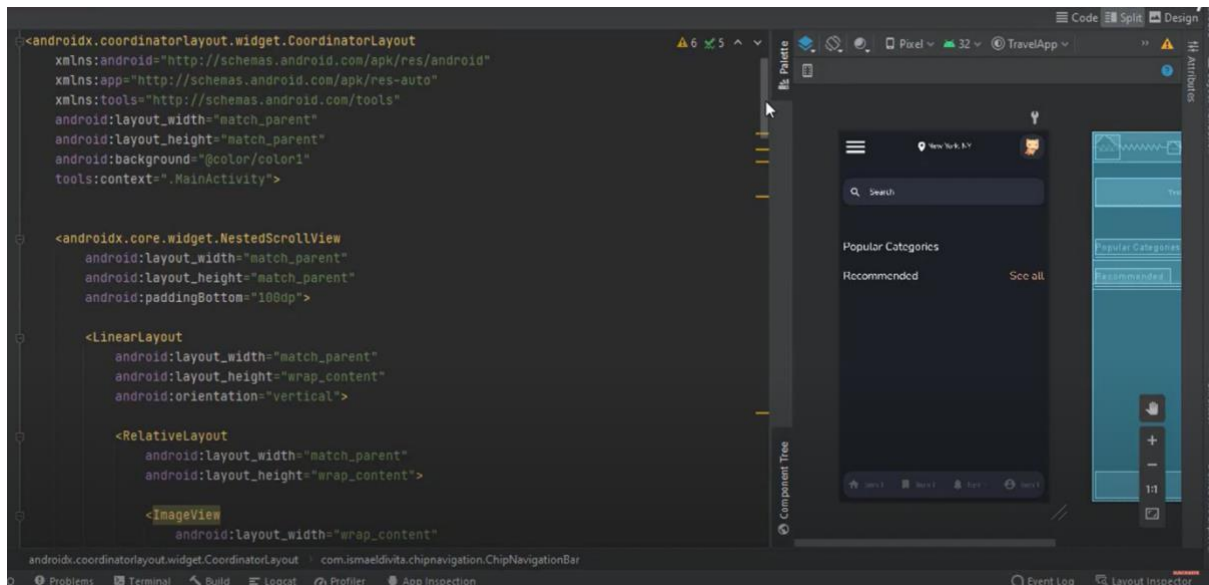 Code Split Design
<androidx.coordinatorlayout.widget.CoordinatorLayout
6 5
xmlns:android="http://schemas.android.com/apk/res/android"
xmlns:app="http://schemas.android.com/apk/res-auto"
xmlns:tools="http://schemas.android.com/tools"
android:layout_width="match_parent"
android:layout_height="match_parent"
android:background="@color/color1"
tools:context=".MainActivity">
<androidx.core.widget.NestedScrollView
android:layout_width="match_parent"
android:layout_height="match_parent"
android:paddingBottom="100dp">
<LinearLayout
android:layout_width="match_parent"
android:layout_height="wrap_content"
android:orientation="vertical">
<RelativeLayout
android:layout_width="match_parent"
android:layout_height="wrap_content">
<ImageView
android:layout_width="wrap_content"
Palette
Component Tree
Pixel 32 TravelApp
Attributes
New York, NY
Search
Popular Categories
Recommended See all
Popular Categories
Recommended
1:1
androidx.coordinatorlayout.widget.CoordinatorLayout com.ismaeldivita.chipnavigation.ChipNavigationBar
Problems Terminal Build Logcat Profiler App Inspection Event Log Layout Inspector